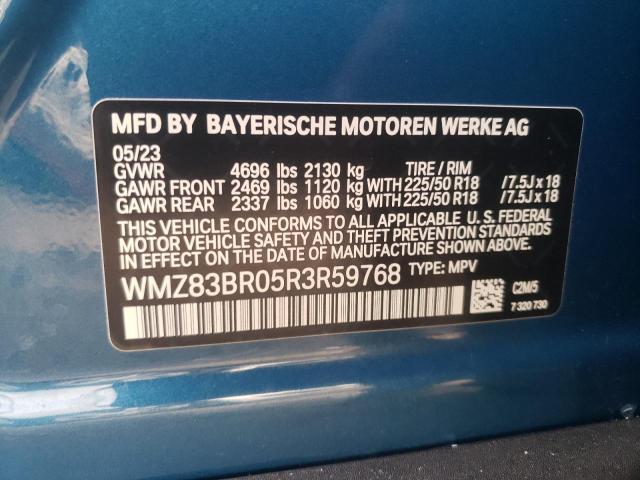 MFD BY BAYERISCHE MOTOREN WERKE AG
05/23
GVWR 4696 lbs 2130 kg TIRE / RIM
GAWR FRONT 2469 lbs 1120 kg WITH 225/50 R18 /7.5J x 18
GAWR REAR 2337 lbs 1060 kg WITH 225/50 R18 /7.5J x 18
THIS VEHICLE CONFORMS TO ALL APPLICABLE U. S. FEDERAL
MOTOR VEHICLE SAFETY AND THEFT PREVENTION STANDARDS
IN EFFECT ON THE DATE OF MANUFACTURE SHOWN ABOVE.
WMZ83BR05R3R59768 TYPE: MPV
C2M/5
7 320 730